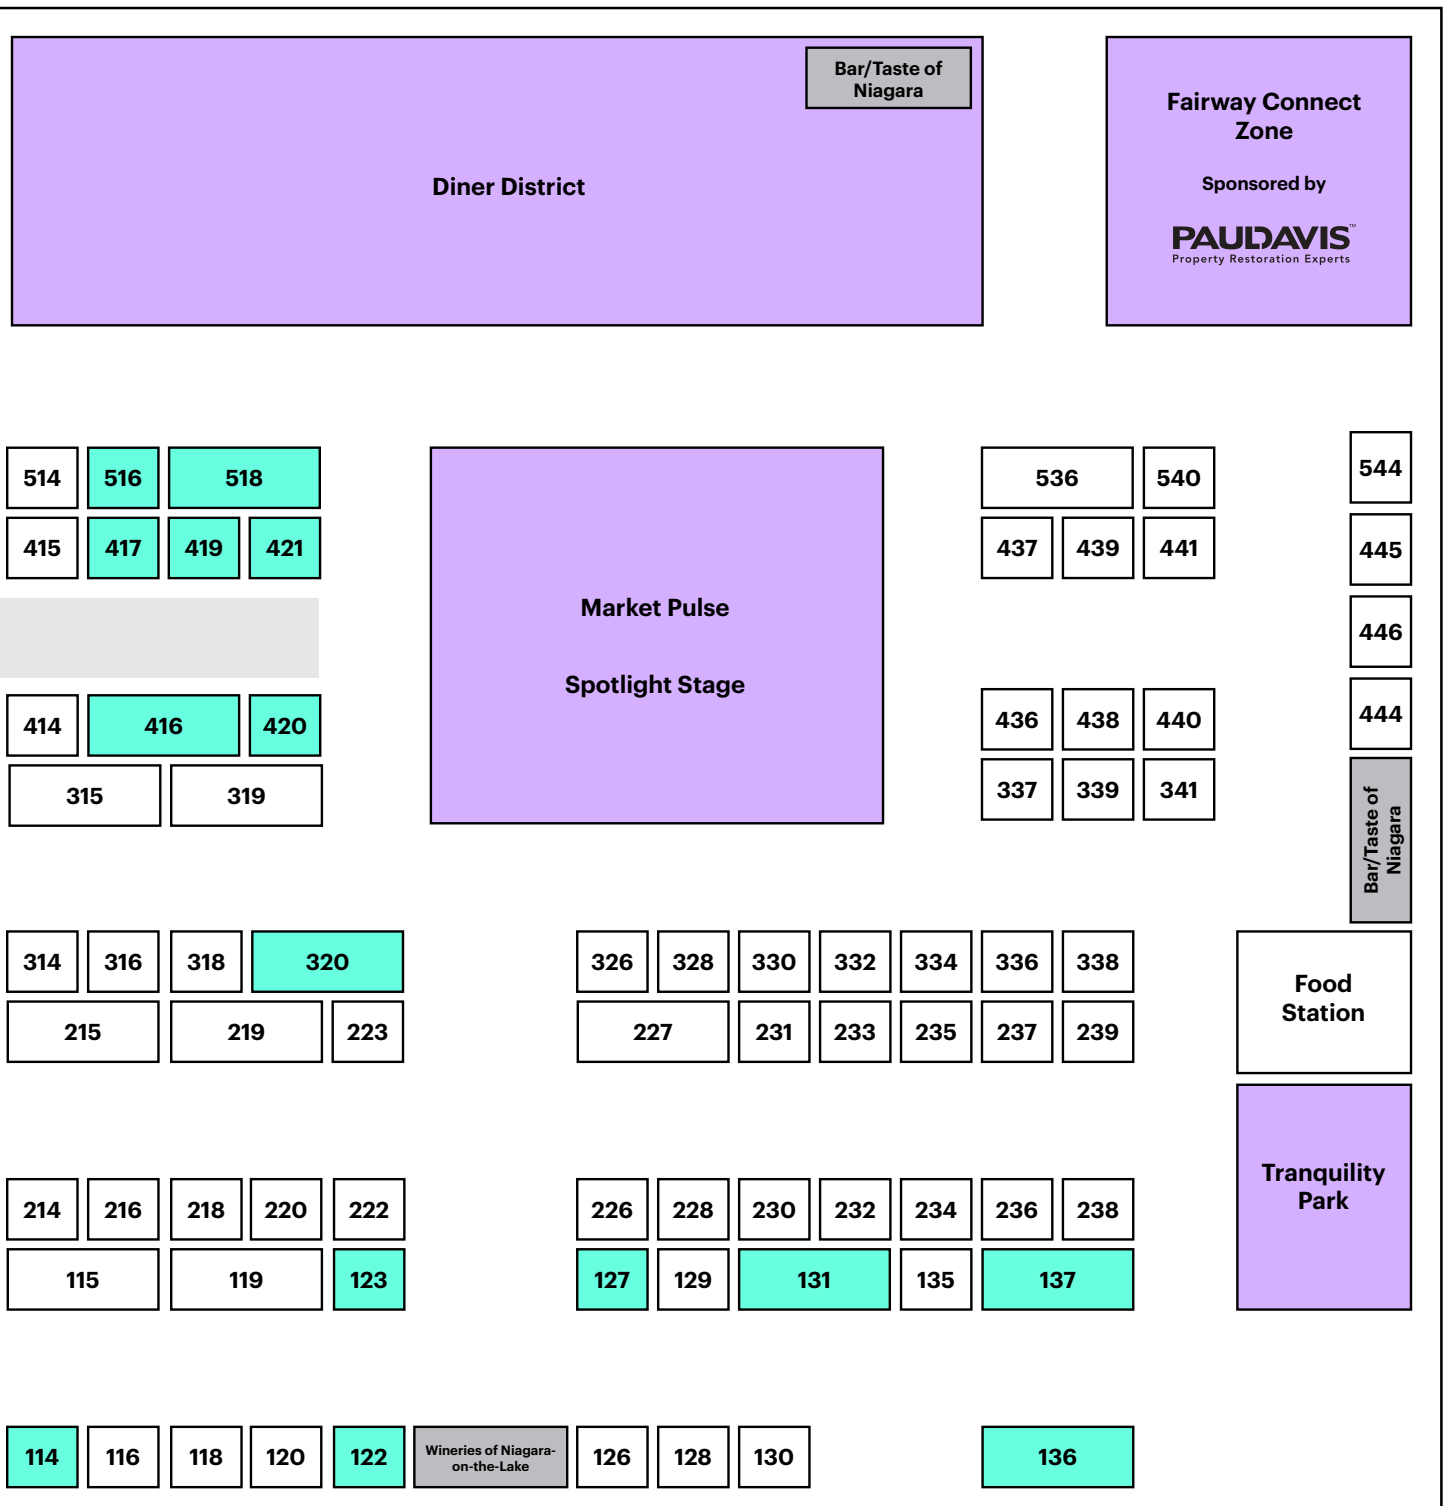 Bar/Taste of
Niagara
Diner District
Fairway Connect
Zone
Sponsored by
PAUL DAVIS™
Property Restoration Experts
514 516 518
536 540
544
415 417 419 421
437 439 441
445
Market Pulse
Spotlight Stage
446
414 416 420
436 438 440
444
315 319
337 339 341
Bar/Taste of
Niagara
314 316 318 320
326 328 330 332 334 336 338
215 219 223
227 231 233 235 237 239
Food
Station
214 216 218 220 222
226 228 230 232 234 236 238
115 119 123
127 129 131 135 137
Tranquility
Park
114 116 118 120 122
Wineries of Niagara-
on-the-Lake
126 128 130 136